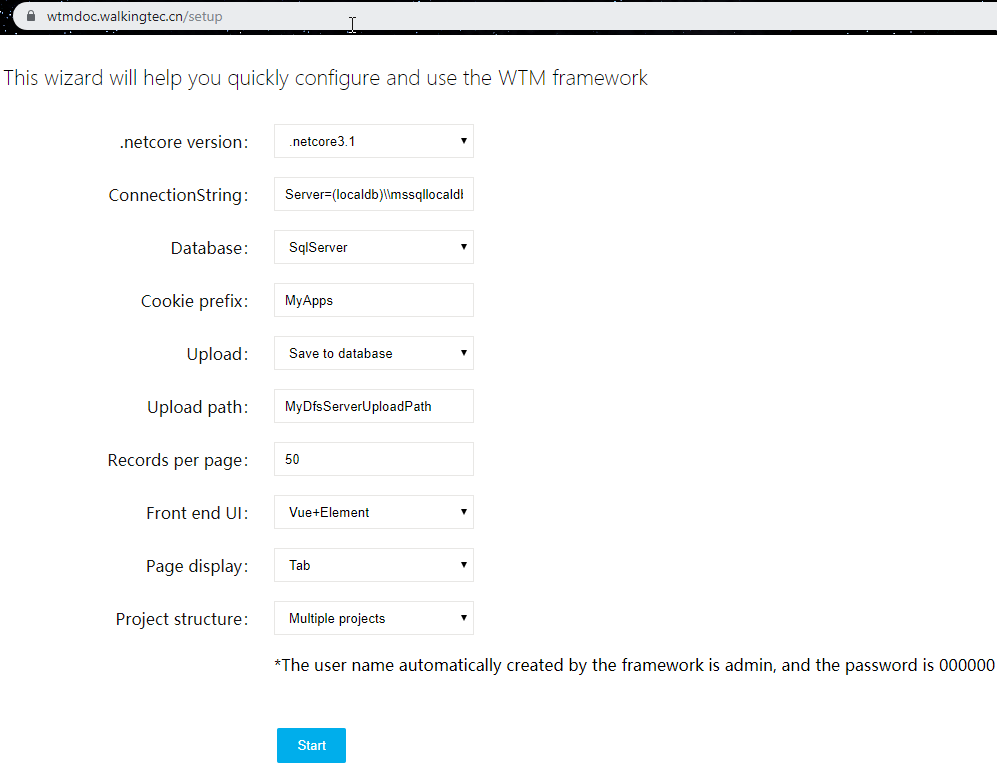 wtmdoc.walkingtec.cn/setup
This wizard will help you quickly configure and use the WTM framework
.netcore version: .netcore3.1
ConnectionString: Server=(localdb)\\mssqllocaldb
Database: SqlServer
Cookie prefix: MyApps
Upload: Save to database
Upload path: MyDfsServerUploadPath
Records per page: 50
Front end UI: Vue+Element
Page display: Tab
Project structure: Multiple projects
*The user name automatically created by the framework is admin, and the password is 000000
Start